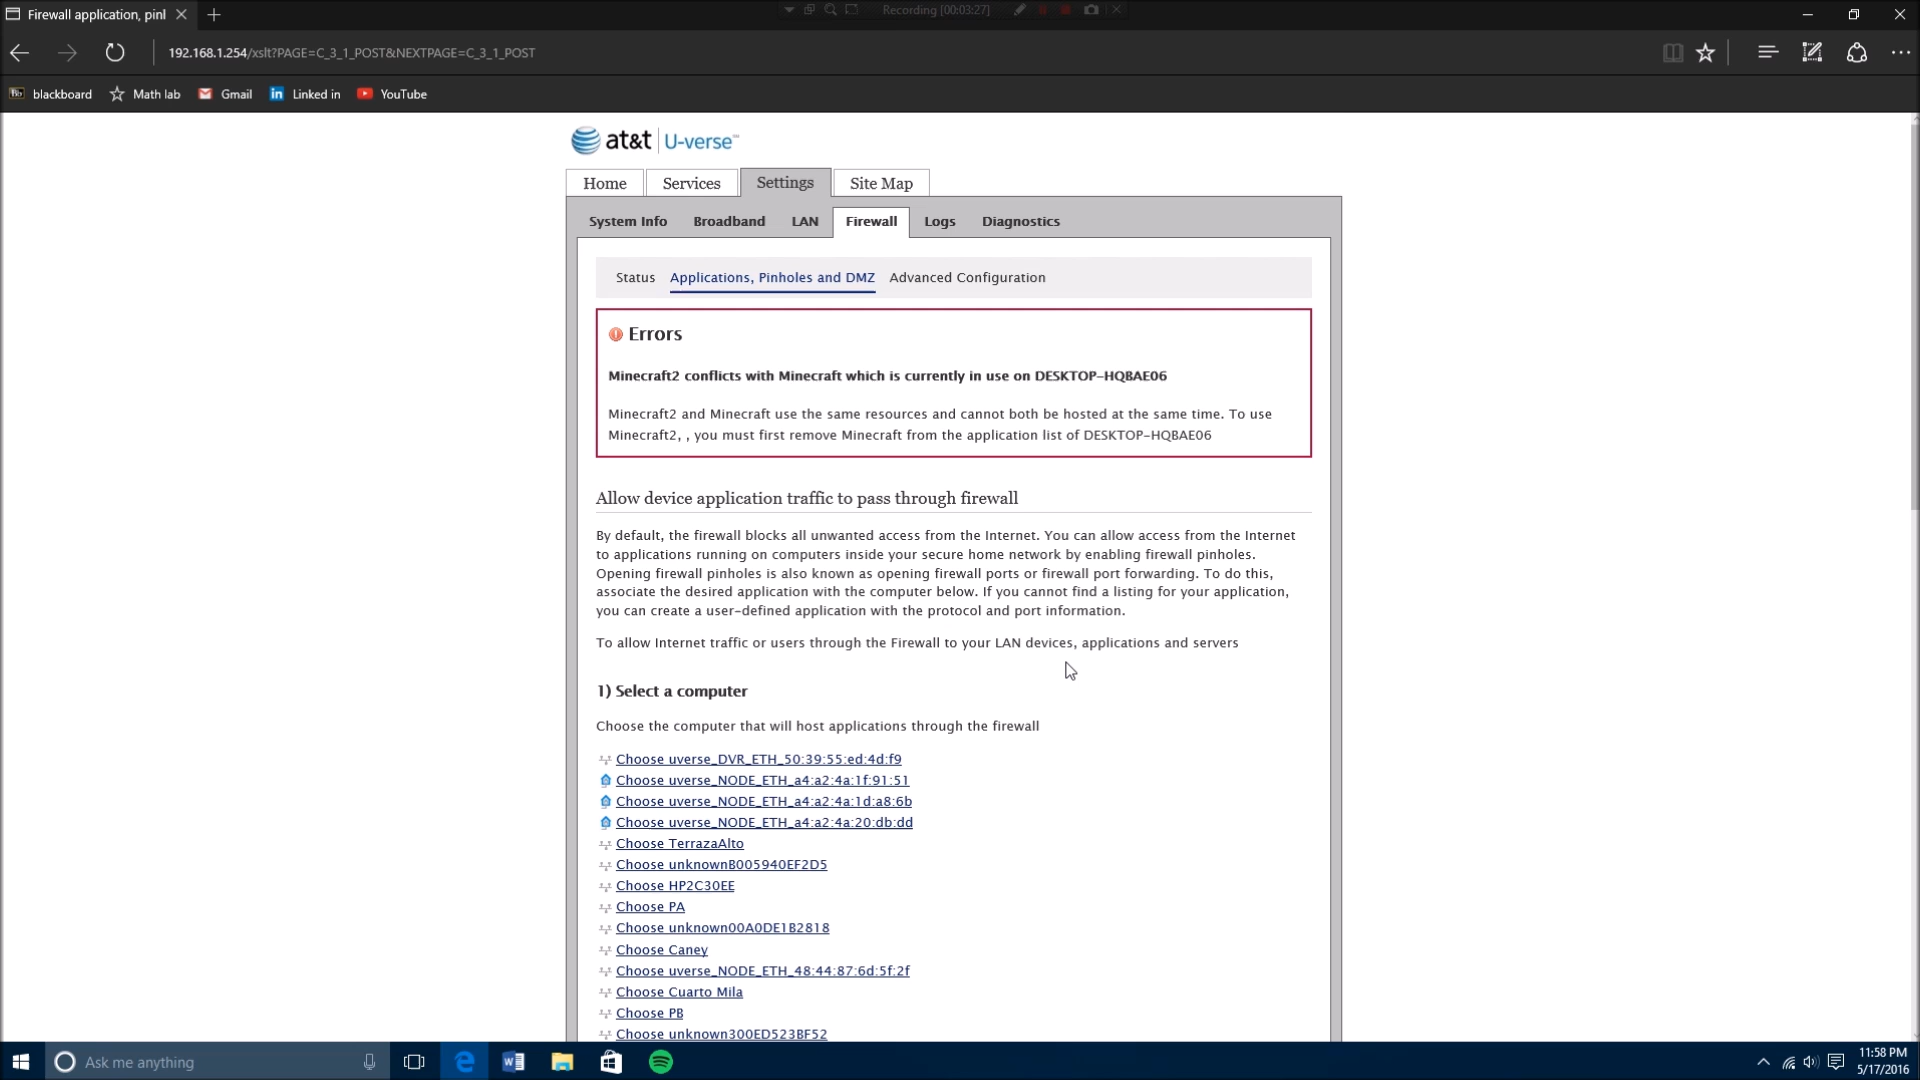 Firewall application, pinl
Recording [00:03:27]
192.168.1.254/xslt?PAGE=C_3_1_POST&NEXTPAGE=C_3_1_POST
Bb blackboard Math lab Gmail in Linked in YouTube
at&t U-verse℠
Home Services Settings Site Map
System Info Broadband LAN Firewall Logs Diagnostics
Status Applications, Pinholes and DMZ Advanced Configuration
Errors
Minecraft2 conflicts with Minecraft which is currently in use on DESKTOP-HQBAE06
Minecraft2 and Minecraft use the same resources and cannot both be hosted at the same time. To use
Minecraft2, , you must first remove Minecraft from the application list of DESKTOP-HQBAE06
Allow device application traffic to pass through firewall
By default, the firewall blocks all unwanted access from the Internet. You can allow access from the Internet
to applications running on computers inside your secure home network by enabling firewall pinholes.
Opening firewall pinholes is also known as opening firewall ports or firewall port forwarding. To do this,
associate the desired application with the computer below. If you cannot find a listing for your application,
you can create a user-defined application with the protocol and port information.
To allow Internet traffic or users through the Firewall to your LAN devices, applications and servers
1) Select a computer
Choose the computer that will host applications through the firewall
Choose uverse_DVR_ETH_50:39:55:ed:4d:f9
Choose uverse_NODE_ETH_a4:a2:4a:1f:91:51
Choose uverse_NODE_ETH_a4:a2:4a:1d:a8:6b
Choose uverse_NODE_ETH_a4:a2:4a:20:db:dd
Choose TerrazaAlto
Choose unknownB005940EF2D5
Choose HP2C30EE
Choose PA
Choose unknown00A0DE1B2818
Choose Caney
Choose uverse_NODE_ETH_48:44:87:6d:5f:2f
Choose Cuarto Mila
Choose PB
Choose unknown300ED523BF52
Ask me anything
11:58 PM
5/17/2016